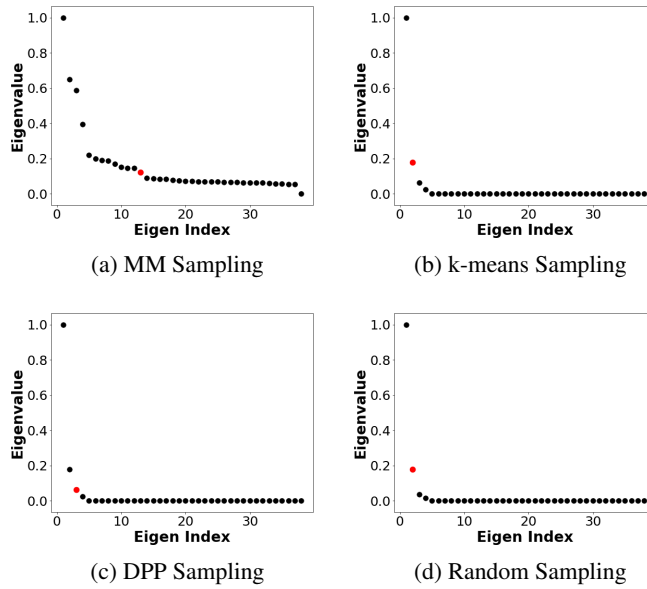 1.0
0.8
0.6
0.4
0.2
0.0
Eigenvalue
0 10 20 30
Eigen Index
(a) MM Sampling
1.0
0.8
0.6
0.4
0.2
0.0
Eigenvalue
0 10 20 30
Eigen Index
(b) k-means Sampling
1.0
0.8
0.6
0.4
0.2
0.0
Eigenvalue
0 10 20 30
Eigen Index
(c) DPP Sampling
1.0
0.8
0.6
0.4
0.2
0.0
Eigenvalue
0 10 20 30
Eigen Index
(d) Random Sampling